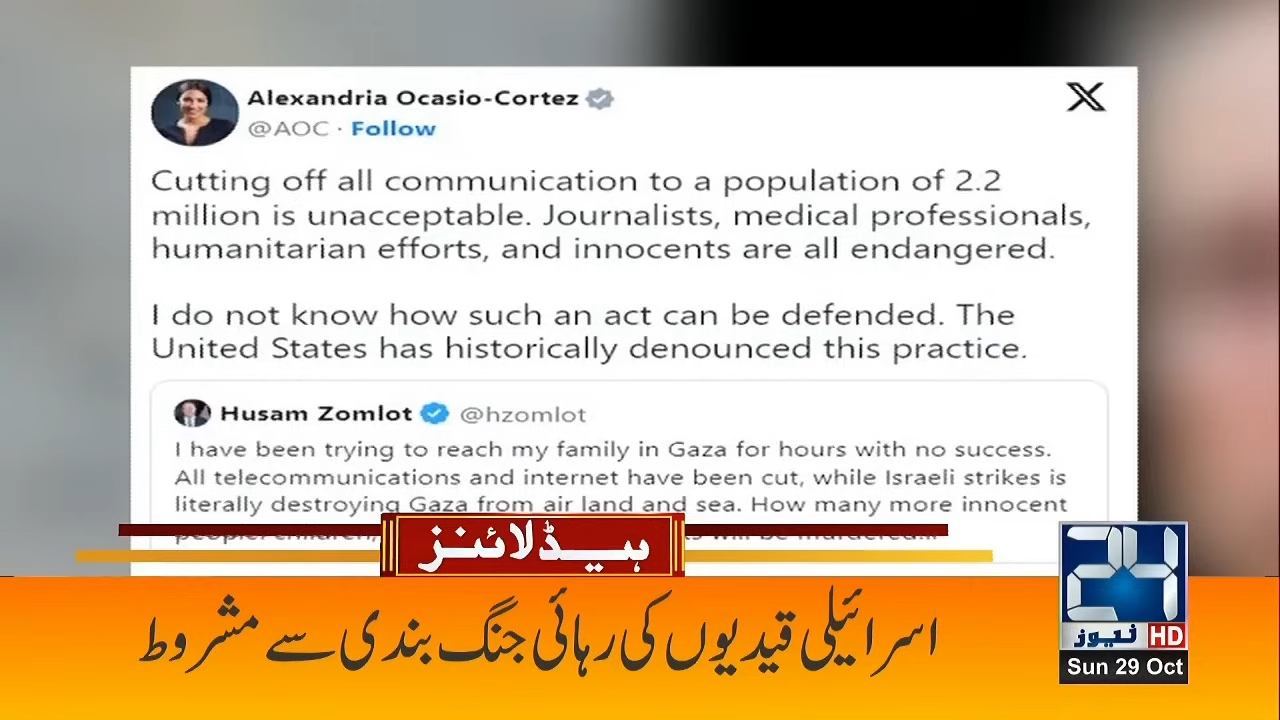 Alexandria Ocasio-Cortez
@AOC · Follow
X
Cutting off all communication to a population of 2.2
million is unacceptable. Journalists, medical professionals,
humanitarian efforts, and innocents are all endangered.
I do not know how such an act can be defended. The
United States has historically denounced this practice.
Husam Zomlot @hzomlot
I have been trying to reach my family in Gaza for hours with no success.
All telecommunications and internet have been cut, while Israeli strikes is
literally destroying Gaza from air land and sea. How many more innocent
ہیڈلائنز
اسرائیلی قیدیوں کی رہائی جنگ بندی سے مشروط
24
نیوز HD
Sun 29 Oct